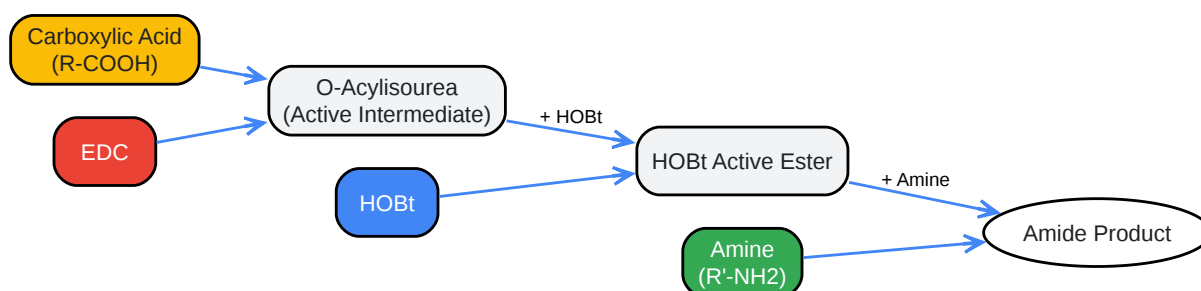 Carboxylic Acid
(R-COOH)
EDC
O-Acylisourea
(Active Intermediate)
+ HOBt
HOBt
HOBt Active Ester
+ Amine
Amine
(R'-NH2)
Amide Product